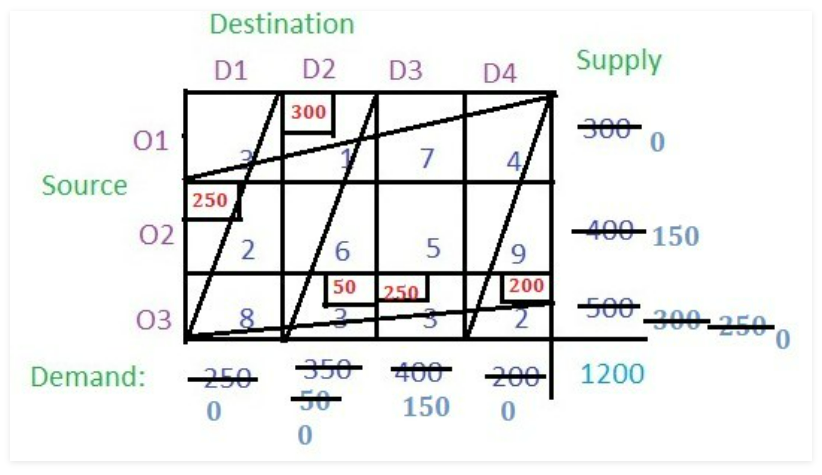 Destination
D1 D2 D3 D4 Supply
300
O1 3 1 7 4 300 0
Source
250
O2 2 6 5 9 400 150
50 250 200
O3 8 3 3 2 500 300 250 0
Demand: 250 350 400 200 1200
0 50 150 0
0